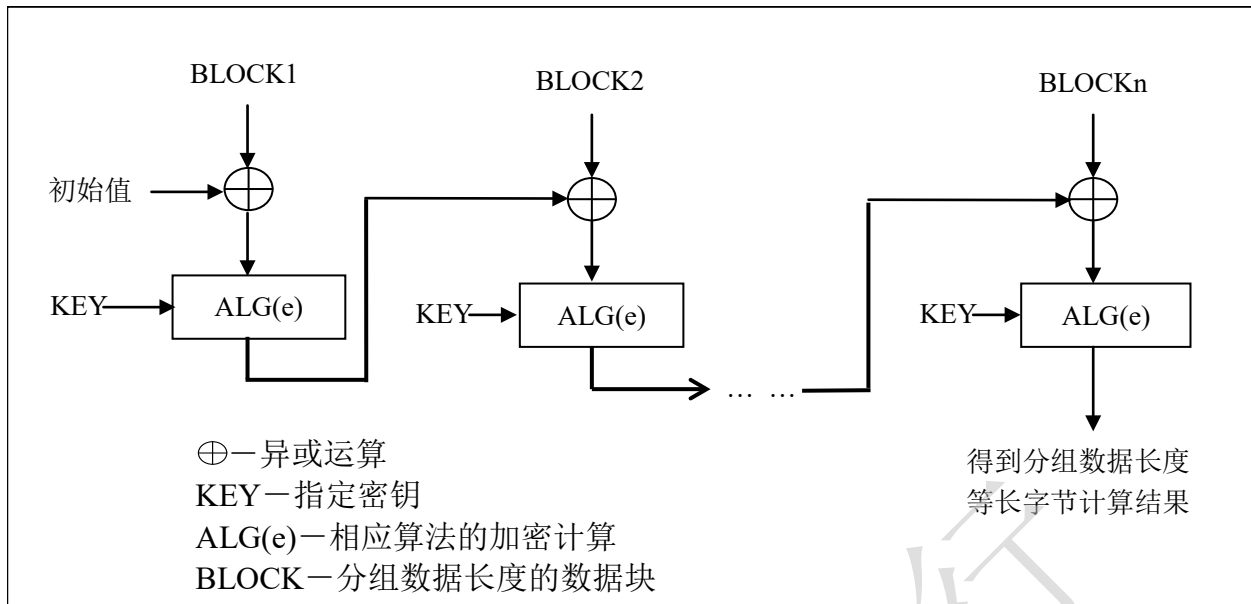 BLOCK1 BLOCK2 BLOCKn
初始值
KEY ALG(e) KEY ALG(e) KEY ALG(e)
… …
⊕－异或运算
KEY－指定密钥
ALG(e)－相应算法的加密计算
BLOCK－分组数据长度的数据块
得到分组数据长度
等长字节计算结果
行